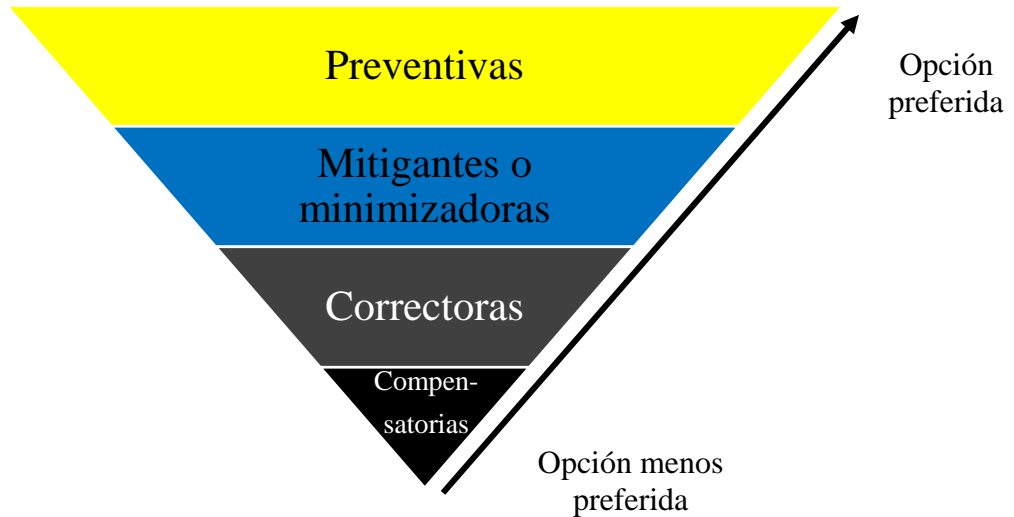 Preventivas
Opción
preferida
Mitigantes o
minimizadoras
Correctoras
Compen-
satorias
Opción menos
preferida